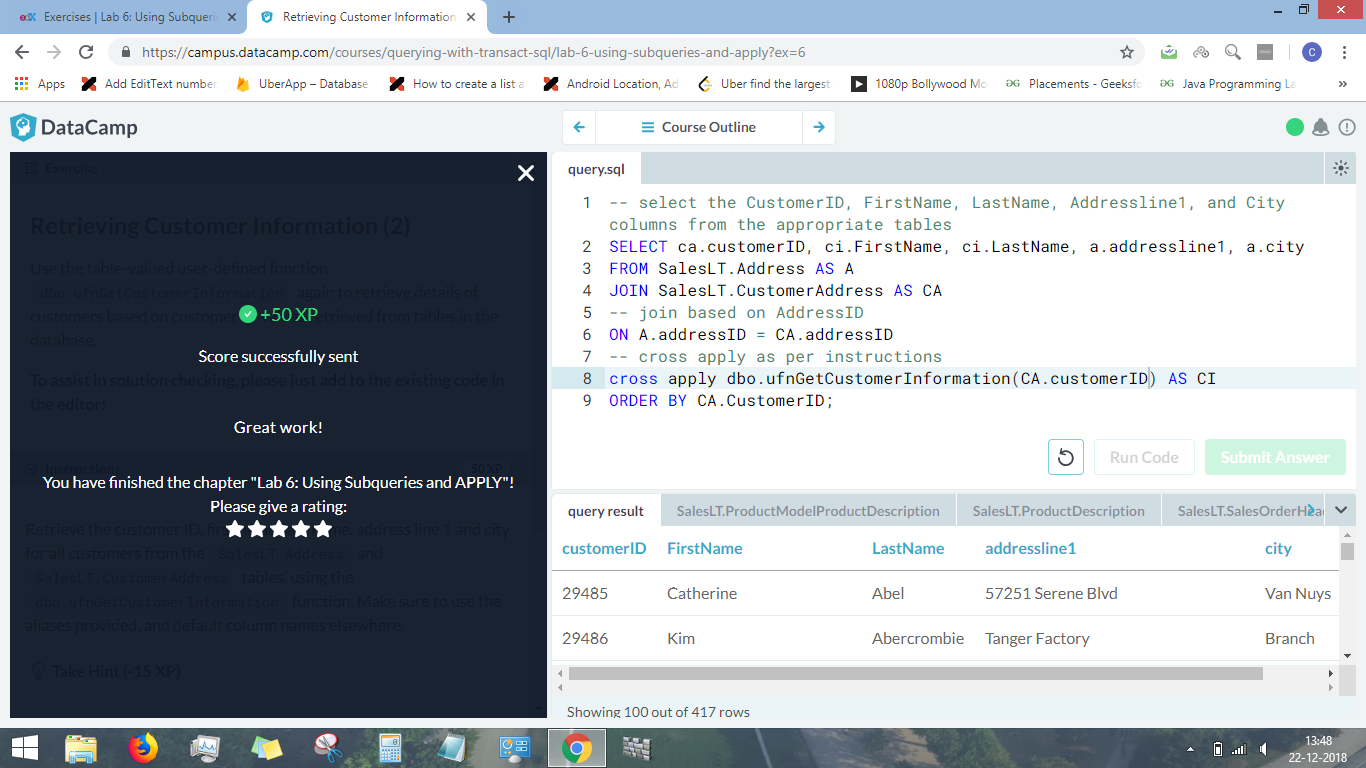 edX Exercises | Lab 6: Using Subquerie
Retrieving Customer Information
https://campus.datacamp.com/courses/querying-with-transact-sql/lab-6-using-subqueries-and-apply?ex=6
C
Apps
Add EditText number
UberApp – Database
How to create a list a
Android Location, Ad
Uber find the largest
1080p Bollywood Mo
Placements - Geeksfo
Java Programming La
»
DataCamp
Course Outline
Exercise
Retrieving Customer Information (2)
Use the table-valued user-defined function
dbo.ufnGetCustomerInformation again to retrieve details of
customers based on customer retrieved from tables in the
database.
To assist in solution checking, please just add to the existing code in
the editor!
+50 XP
Score successfully sent
Great work!
Instructions 50 XP
You have finished the chapter "Lab 6: Using Subqueries and APPLY"!
Please give a rating:
Retrieve the customer ID, address line 1 and city
for all customers from the SalesLT.Address and
SalesLT.CustomerAddress tables, using the
dbo.ufnGetCustomerInformation function. Make sure to use the
aliases provided, and default column names elsewhere.
Take Hint (-15 XP)
query.sql
1 -- select the CustomerID, FirstName, LastName, Addressline1, and City
columns from the appropriate tables
2 SELECT ca.customerID, ci.FirstName, ci.LastName, a.addressline1, a.city
3 FROM SalesLT.Address AS A
4 JOIN SalesLT.CustomerAddress AS CA
5 -- join based on AddressID
6 ON A.addressID = CA.addressID
7 -- cross apply as per instructions
8 cross apply dbo.ufnGetCustomerInformation(CA.customerID) AS CI
9 ORDER BY CA.CustomerID;
Run Code
Submit Answer
query result
SalesLT.ProductModelProductDescription
SalesLT.ProductDescription
SalesLT.SalesOrderHea
customerID FirstName LastName addressline1 city
29485 Catherine Abel 57251 Serene Blvd Van Nuys
29486 Kim Abercrombie Tanger Factory Branch
Showing 100 out of 417 rows
13:48
22-12-2018